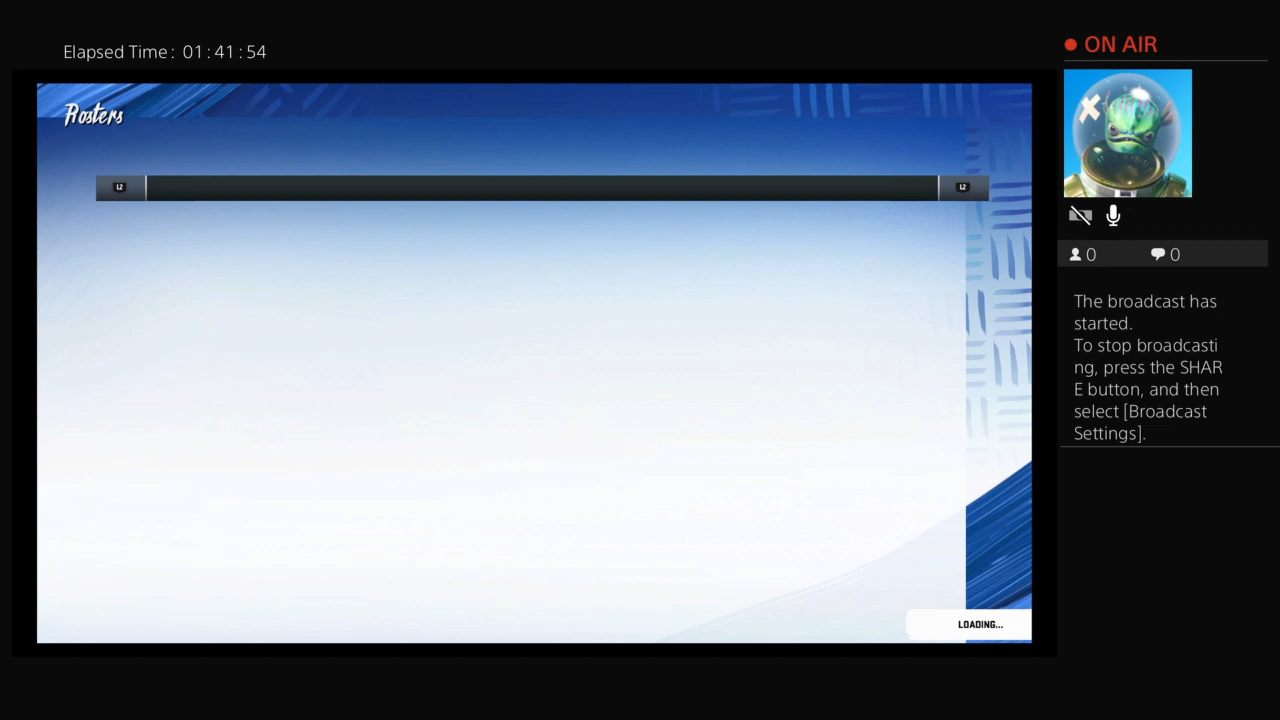 Elapsed Time: 01:41:54
ON AIR
Rosters
L2
L2
0
0
The broadcast has
started.
To stop broadcasti
ng, press the SHAR
E button, and then
select [Broadcast
Settings].
LOADING...